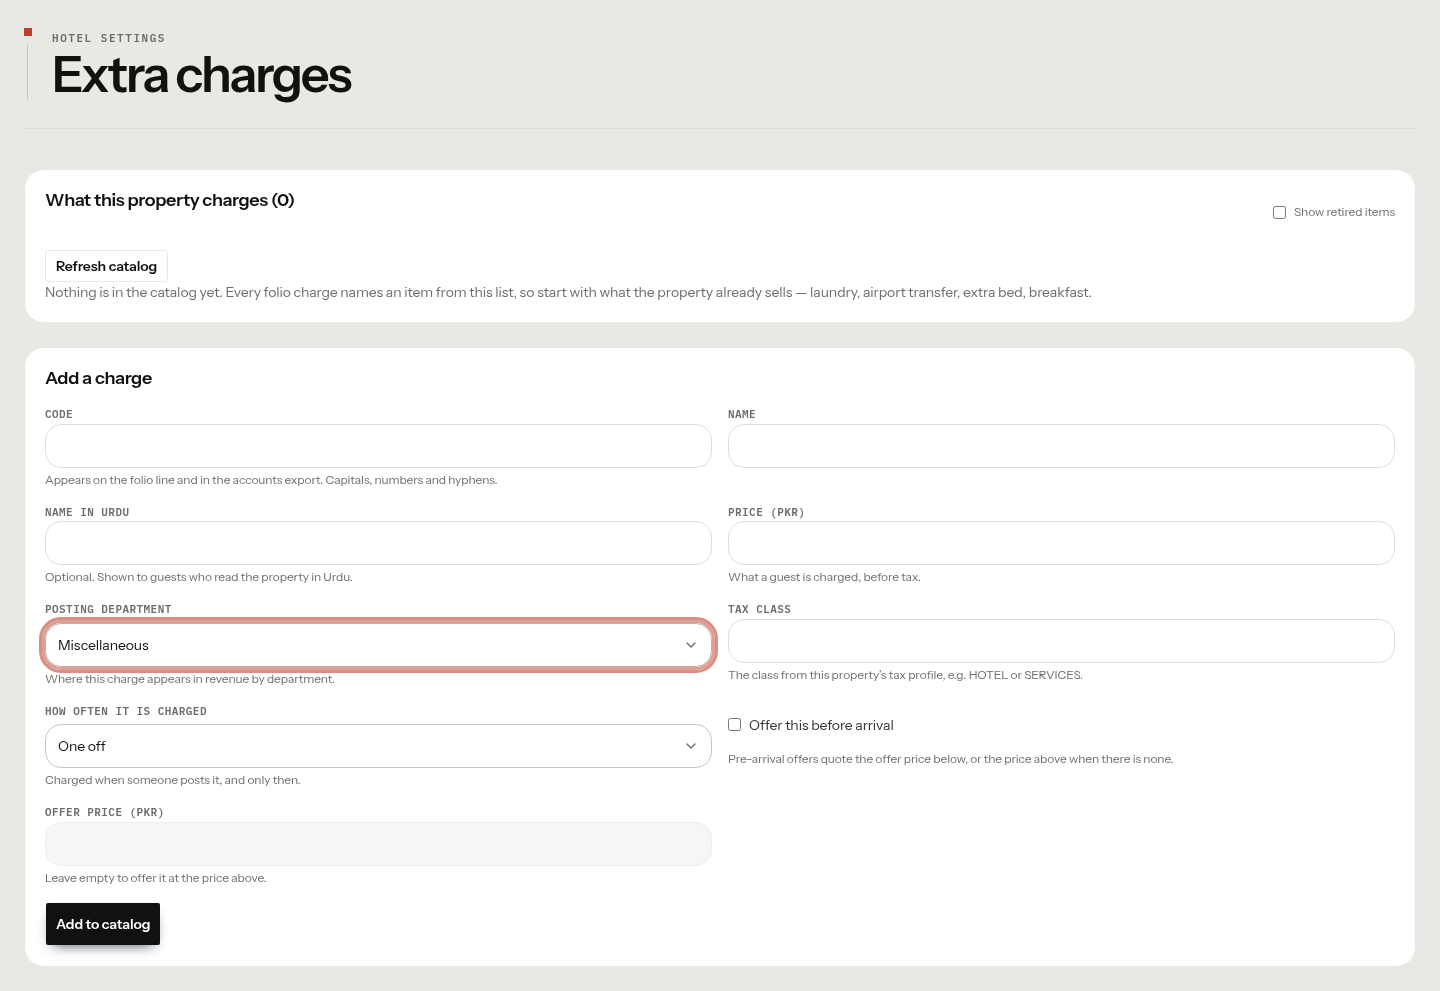 HOTEL SETTINGS
Extra charges
What this property charges (0)
Show retired items
Refresh catalog
Nothing is in the catalog yet. Every folio charge names an item from this list, so start with what the property already sells — laundry, airport transfer, extra bed, breakfast.
Add a charge
CODE
NAME
Appears on the folio line and in the accounts export. Capitals, numbers and hyphens.
NAME IN URDU
PRICE (PKR)
Optional. Shown to guests who read the property in Urdu.
What a guest is charged, before tax.
POSTING DEPARTMENT
TAX CLASS
Miscellaneous
Where this charge appears in revenue by department.
The class from this property's tax profile, e.g. HOTEL or SERVICES.
HOW OFTEN IT IS CHARGED
Offer this before arrival
One off
Pre-arrival offers quote the offer price below, or the price above when there is none.
Charged when someone posts it, and only then.
OFFER PRICE (PKR)
Leave empty to offer it at the price above.
Add to catalog